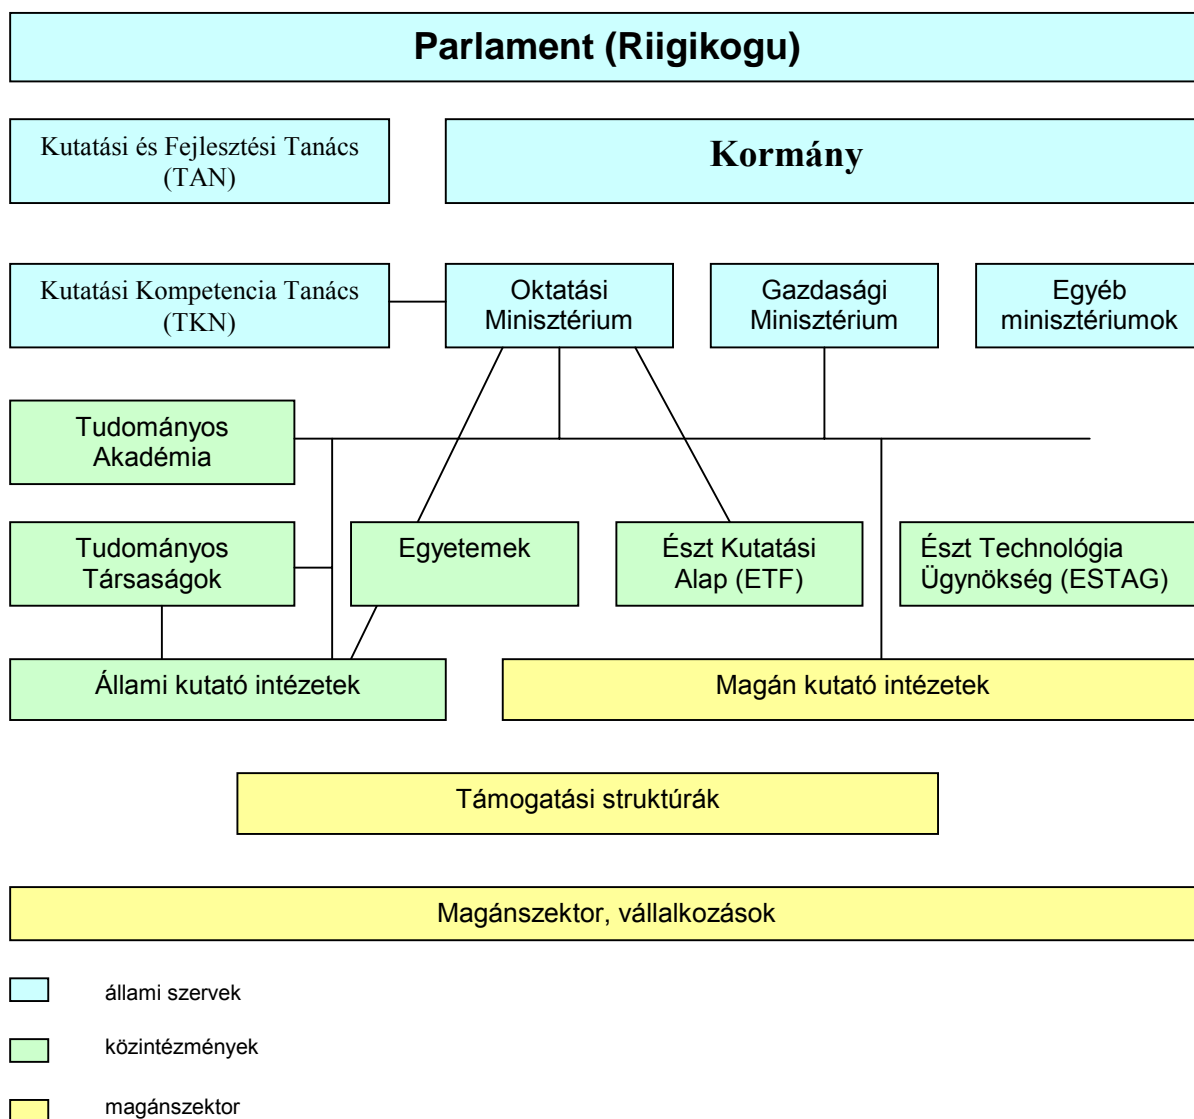 Parlament (Riigikogu)
Kutatási és Fejlesztési Tanács
(TAN)
Kormány
Kutatási Kompetencia Tanács
(TKN)
Oktatási
Minisztérium
Gazdasági
Minisztérium
Egyéb
minisztériumok
Tudományos
Akadémia
Tudományos
Társaságok
Egyetemek
Észt Kutatási
Alap (ETF)
Észt Technológia
Ügynökség (ESTAG)
Állami kutató intézetek
Magán kutató intézetek
Támogatási struktúrák
Magánszektor, vállalkozások
állami szervek
közintézmények
magánszektor